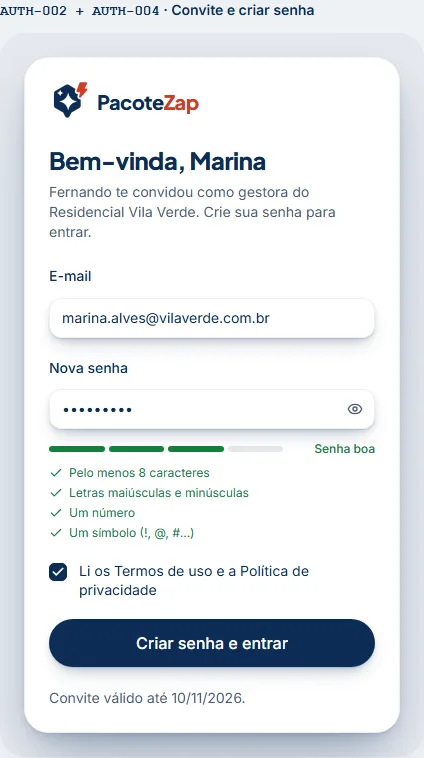 AUTH-002 + AUTH-004 · Convite e criar senha
PacoteZap
Bem-vinda, Marina
Fernando te convidou como gestora do
Residencial Vila Verde. Crie sua senha para
entrar.
E-mail
marina.alves@vilaverde.com.br
Nova senha
•••••••••
Senha boa
Pelo menos 8 caracteres
Letras maiúsculas e minúsculas
Um número
Um símbolo (!, @, #...)
Li os Termos de uso e a Política de
privacidade
Criar senha e entrar
Convite válido até 10/11/2026.